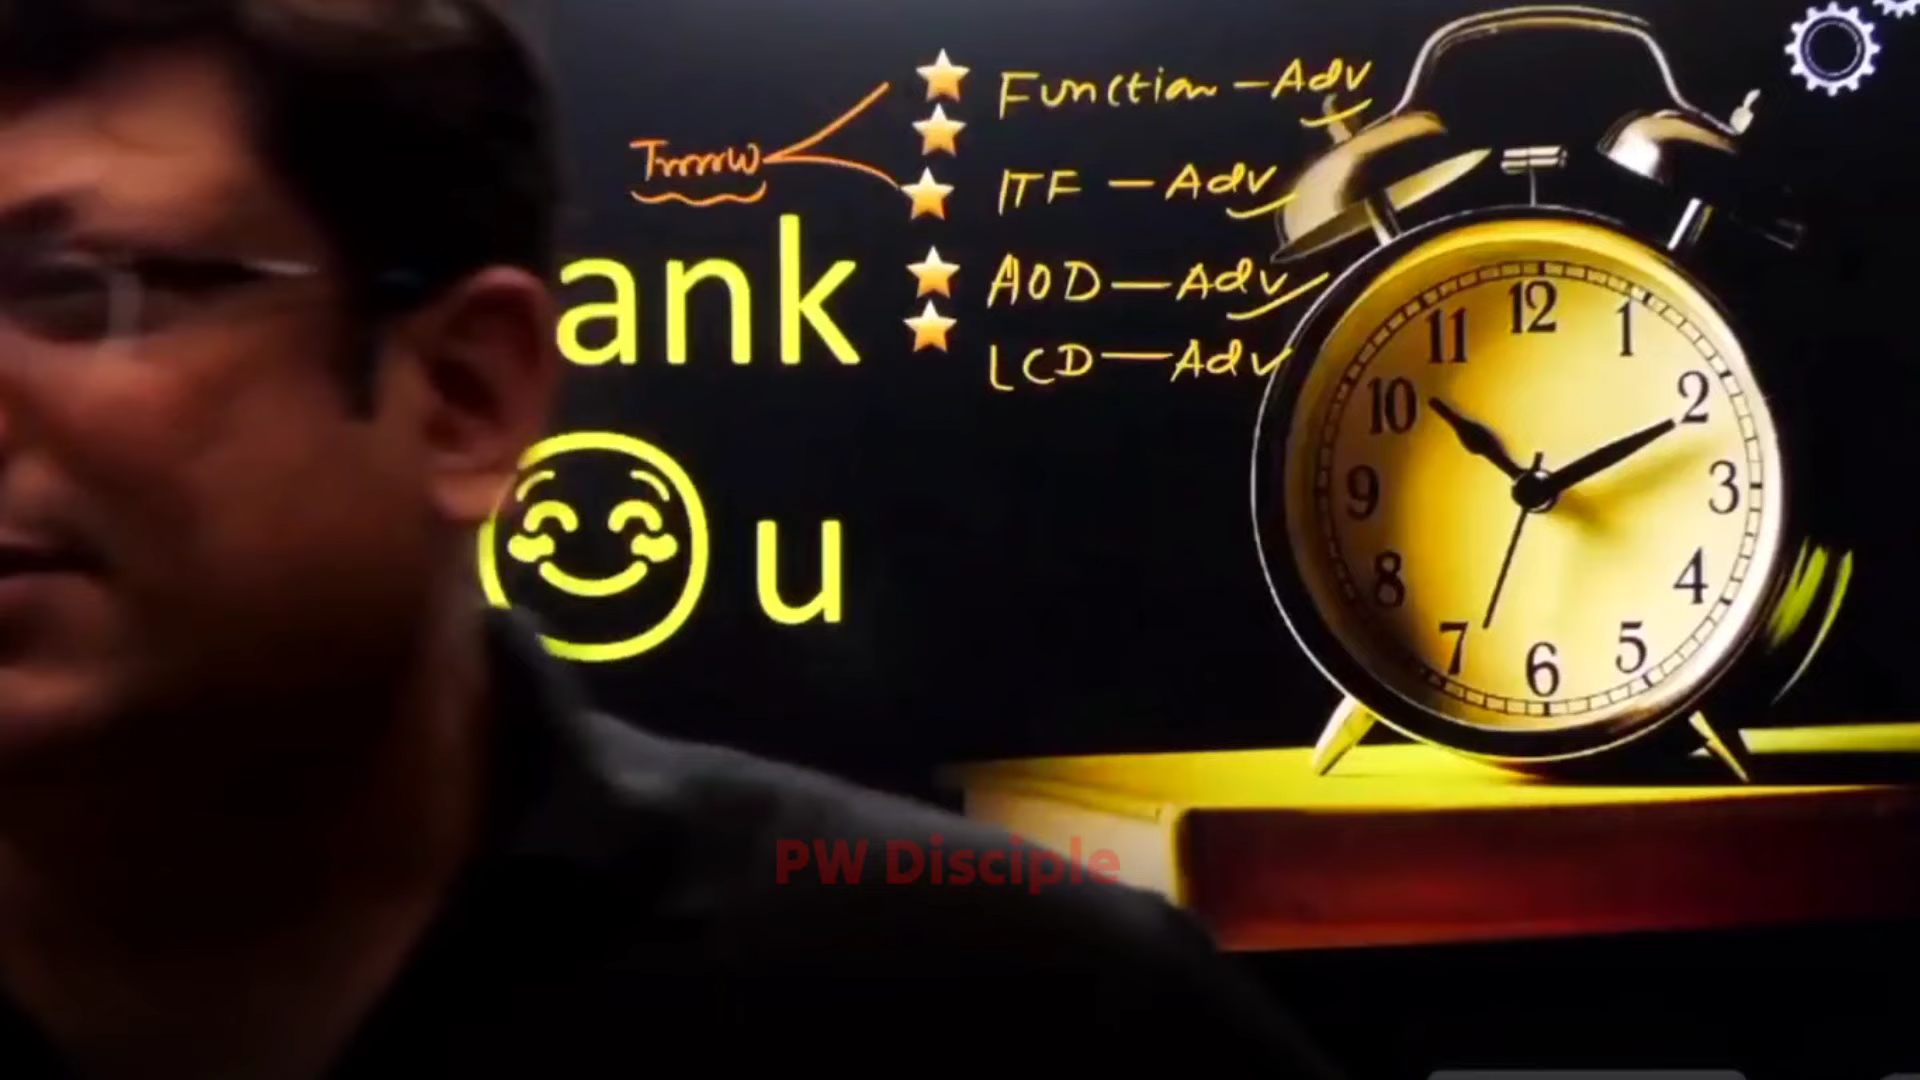 Function - Adv
Tmrrrw
ITF - Adv
ank
AOD - Adv
LCD - Adv
u
12
11
1
10
2
9
3
8
4
7
5
6
PW Disciple